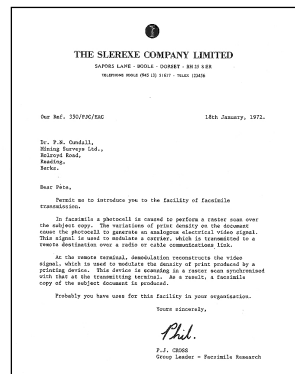 THE SLEREXE COMPANY LIMITED
SAPORS LANE - BOOLE - DORSET - BH 25 8 ER
TELEPHONE BOOLE (945 13) 51617 - TELEX 123456
Our Ref. 350/PJC/EAC 18th January, 1972.
Dr. P.N. Cundall,
Mining Surveys Ltd.,
Holroyd Road,
Reading,
Berks.
Dear Pete,
Permit me to introduce you to the facility of facsimile
transmission.
In facsimile a photocell is caused to perform a raster scan over
the subject copy. The variations of print density on the document
cause the photocell to generate an analogous electrical video signal.
This signal is used to modulate a carrier, which is transmitted to a
remote destination over a radio or cable communications link.
At the remote terminal, demodulation reconstructs the video
signal, which is used to modulate the density of print produced by a
printing device. This device is scanning in a raster scan synchronised
with that at the transmitting terminal. As a result, a facsimile
copy of the subject document is produced.
Probably you have uses for this facility in your organisation.
Yours sincerely,
Phil.
P.J. CROSS
Group Leader - Facsimile Research